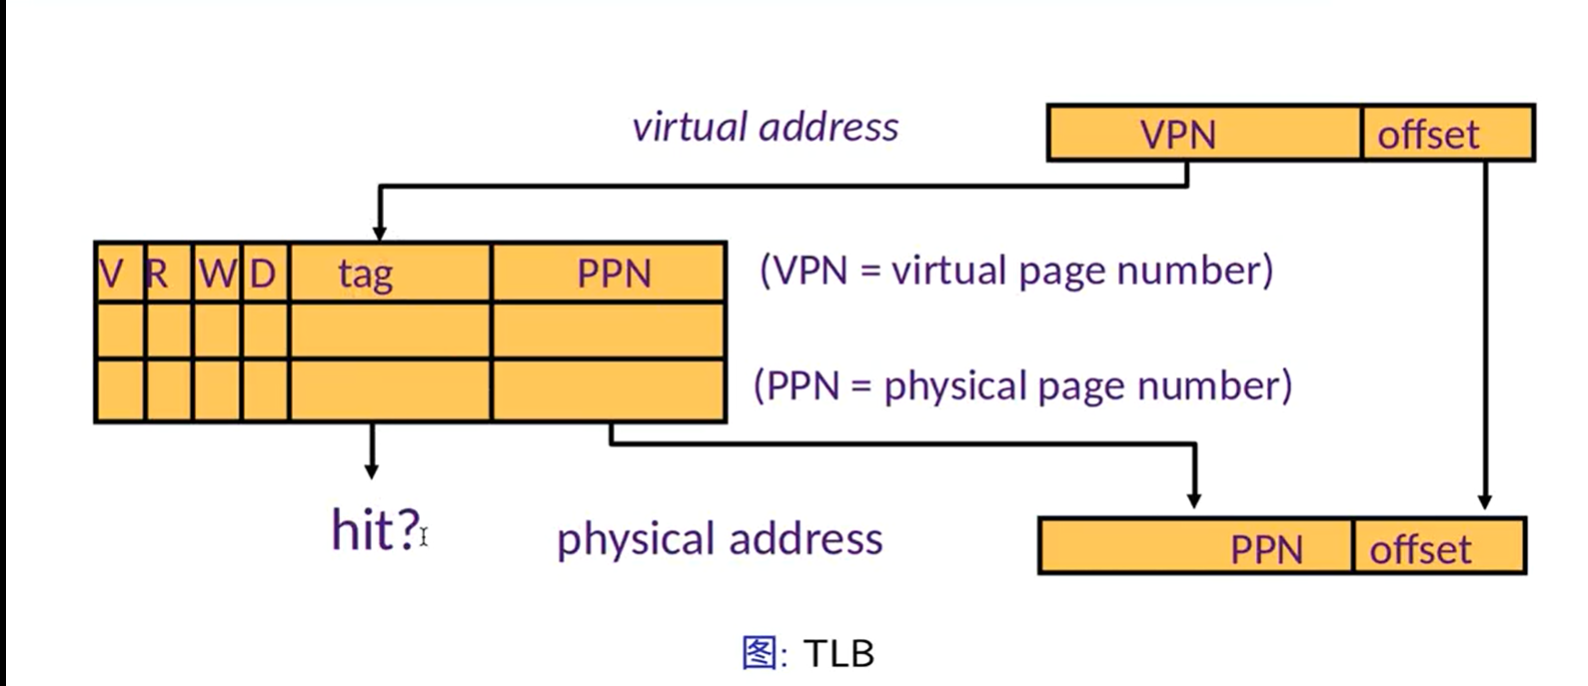 virtual address
VPN offset
V R W D tag PPN
(VPN = virtual page number)
(PPN = physical page number)
hit?
physical address
PPN offset
图: TLB